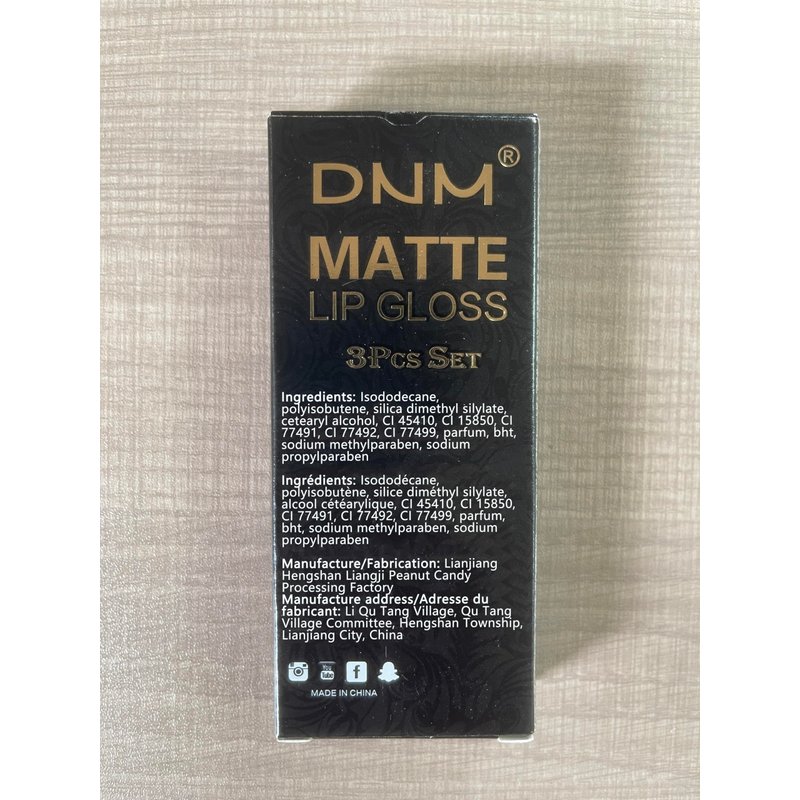 DNM®
MATTE
LIP GLOSS
3Pcs Set
Ingredients: Isododecane,
polyisobutene, silica dimethyl silylate,
cetearyl alcohol, CI 45410, CI 15850, CI
77491, CI 77492, CI 77499, parfum, bht,
sodium methylparaben, sodium
propylparaben
Ingrédients: Isododécane,
polyisobutène, silice diméthyl silylate,
alcool cétéarylique, CI 45410, CI 15850,
CI 77491, CI 77492, CI 77499, parfum,
bht, sodium methylparaben, sodium
propylparaben
Manufacture/Fabrication: Lianjiang
Hengshan Liangji Peanut Candy
Processing Factory
Manufacture address/Adresse du
fabricant: Li Qu Tang Village, Qu Tang
Village Committee, Hengshan Township,
Lianjiang City, China
You Tube f
MADE IN CHINA